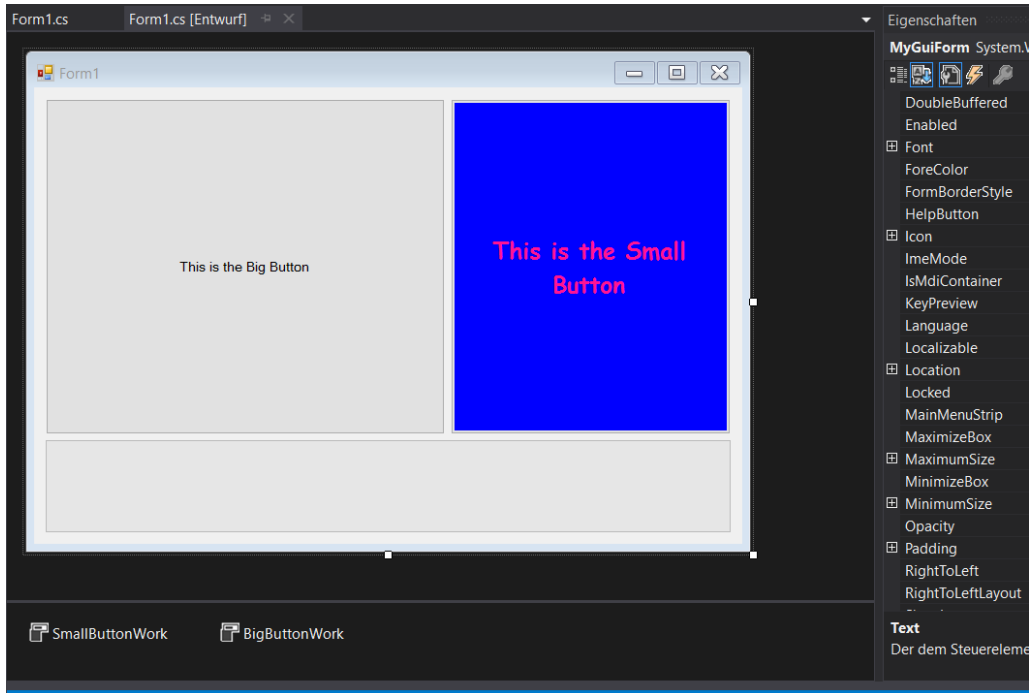 Form1.cs
Form1.cs [Entwurf]
Form1
This is the Big Button
This is the Small
Button
SmallButtonWork
BigButtonWork
Eigenschaften
MyGuiForm System.
DoubleBuffered
Enabled
Font
ForeColor
FormBorderStyle
HelpButton
Icon
ImeMode
IsMdiContainer
KeyPreview
Language
Localizable
Location
Locked
MainMenuStrip
MaximizeBox
MaximumSize
MinimizeBox
MinimumSize
Opacity
Padding
RightToLeft
RightToLeftLayout
Text
Der dem Steuereleme